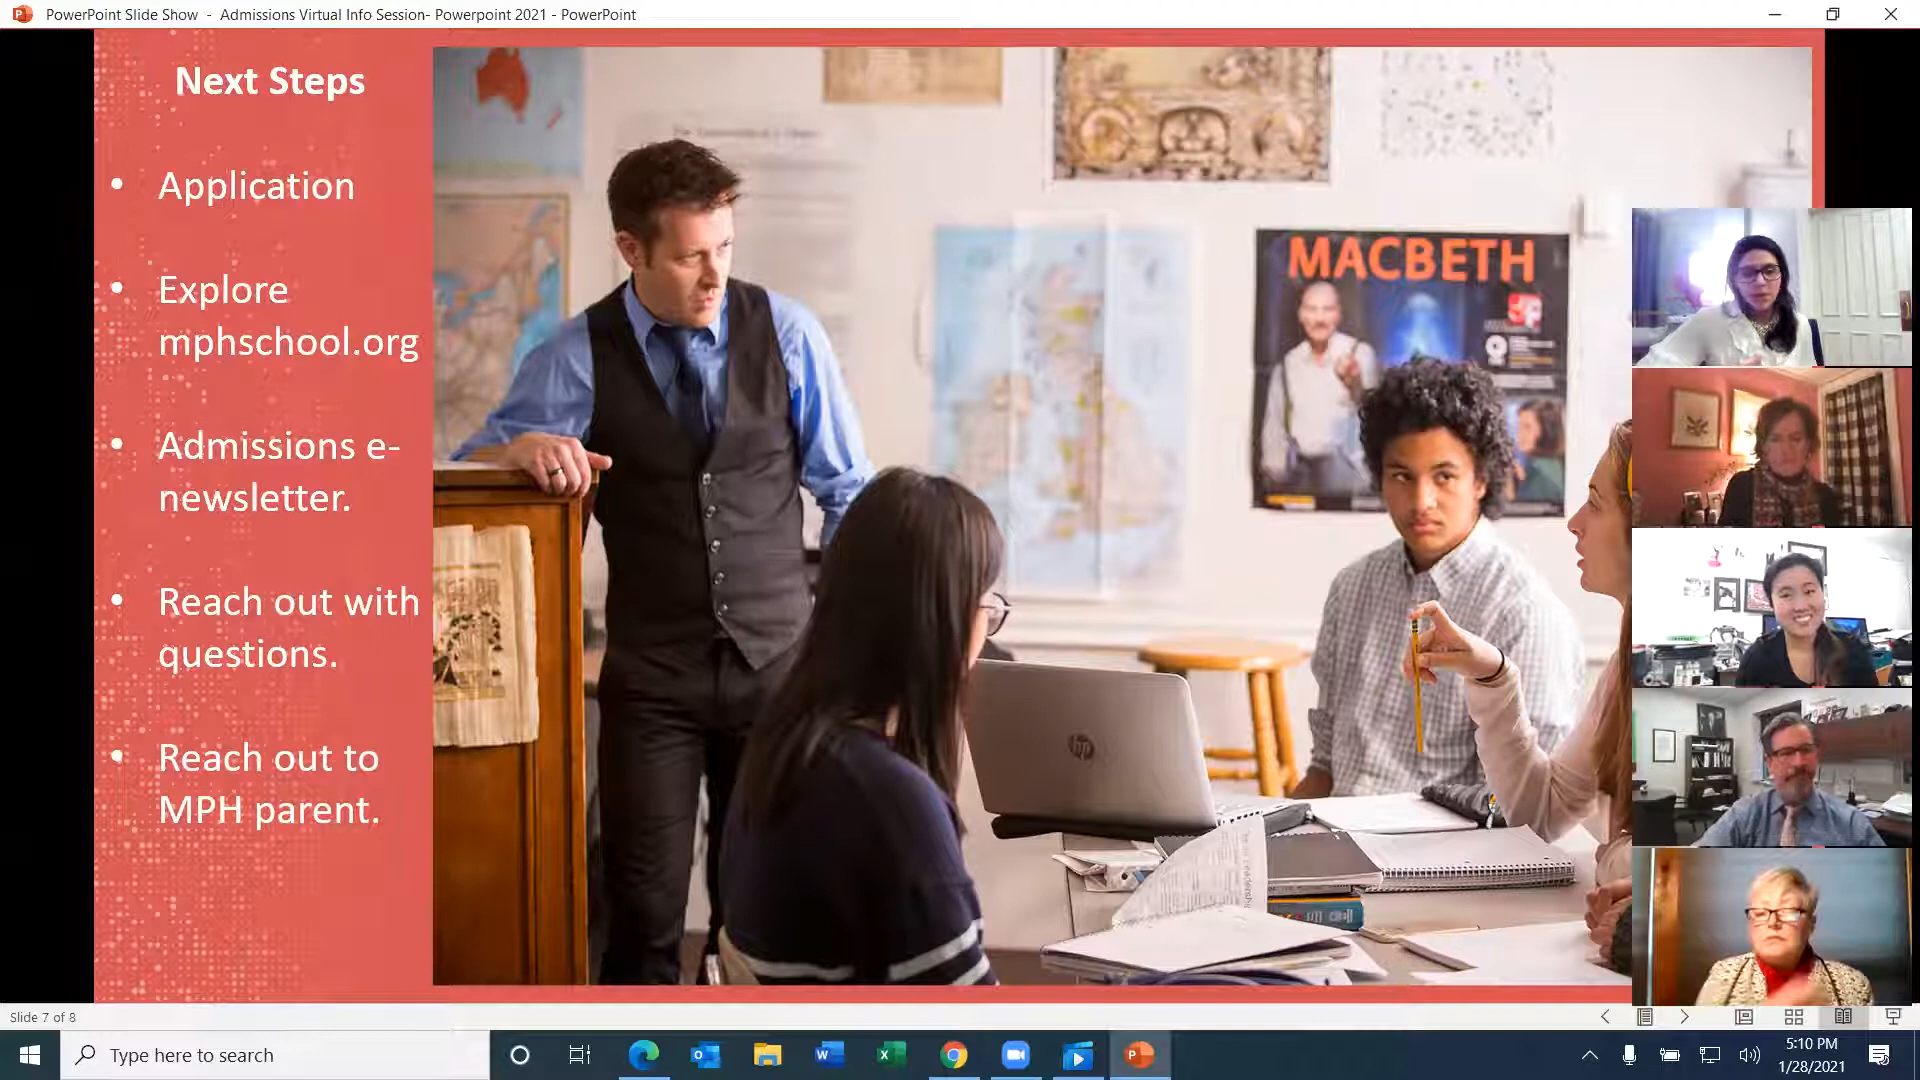 PowerPoint Slide Show - Admissions Virtual Info Session- Powerpoint 2021 - PowerPoint
Next Steps
• Application
• Explore
mphschool.org
• Admissions e-
newsletter.
• Reach out with
questions.
• Reach out to
MPH parent.
MACBETH
hp
Slide 7 of 8
Type here to search
5:10 PM
1/28/2021